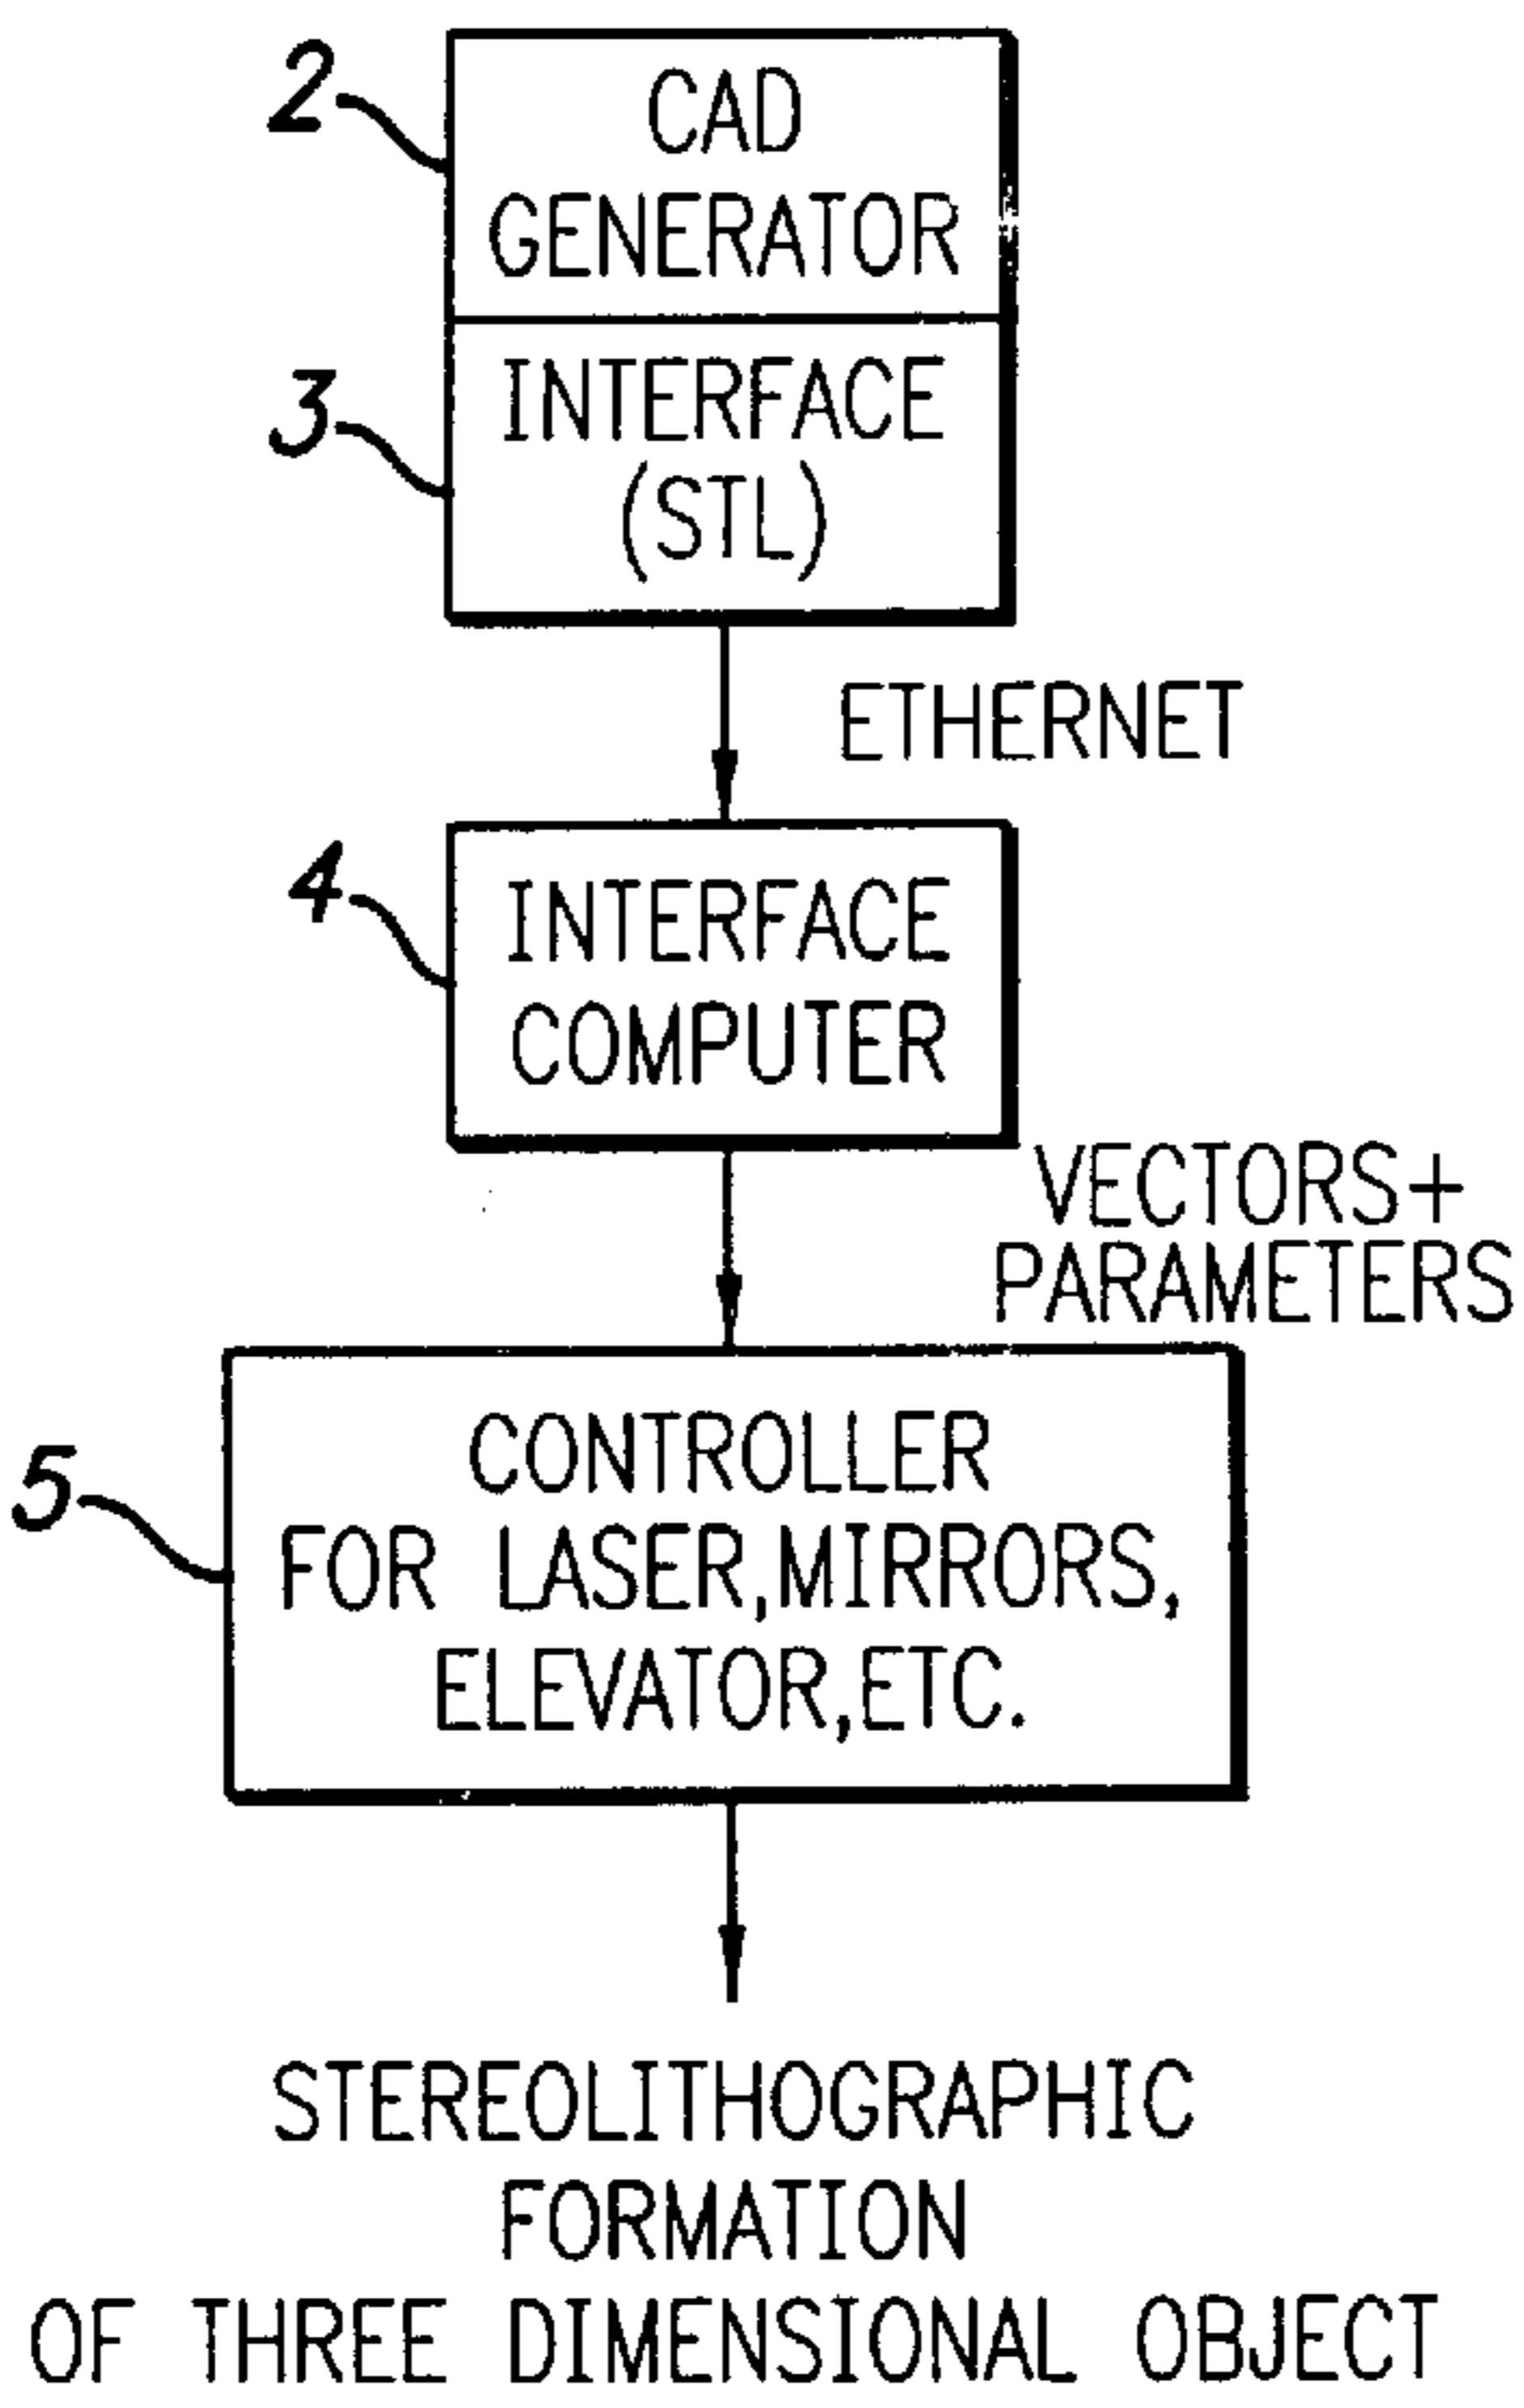 2
CAD
GENERATOR
3
INTERFACE
(STL)
ETHERNET
4
INTERFACE
COMPUTER
VECTORS+
PARAMETERS
5
CONTROLLER
FOR LASER,MIRRORS,
ELEVATOR,ETC.
STEREOLITHOGRAPHIC
FORMATION
OF THREE DIMENSIONAL OBJECT